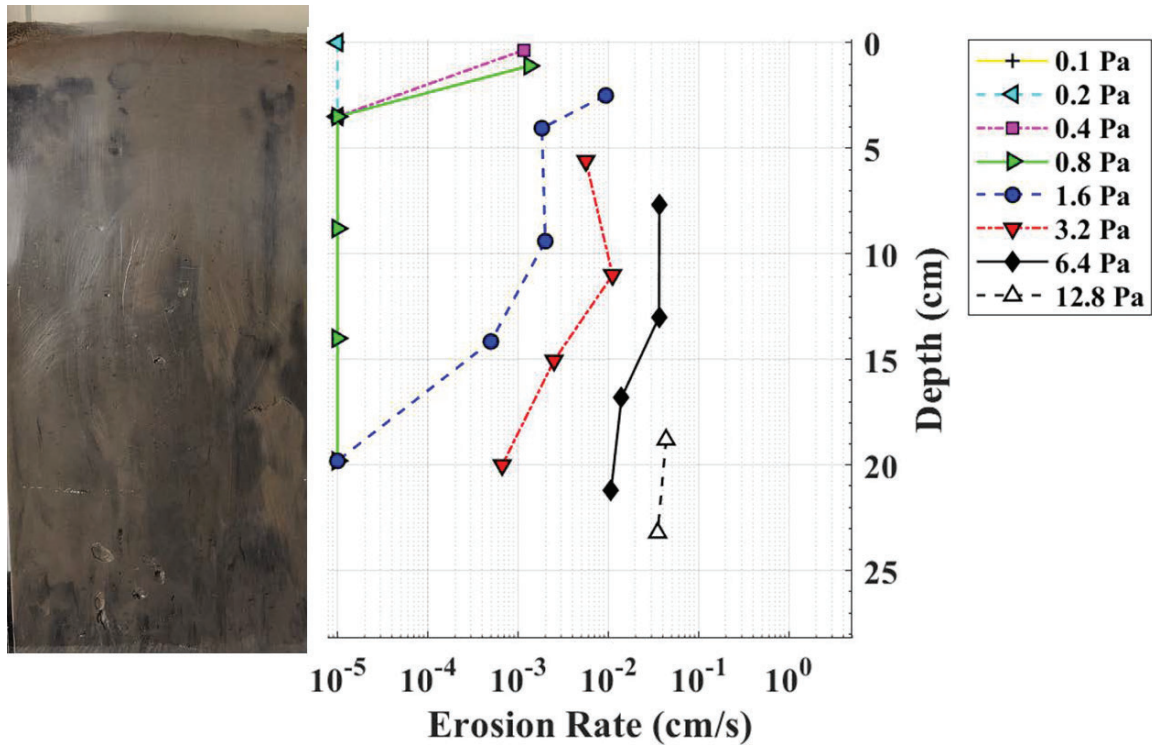 0
5
10
15
20
25
Depth (cm)
10-5
10-4
10-3
10-2
10-1
100
Erosion Rate (cm/s)
0.1 Pa
0.2 Pa
0.4 Pa
0.8 Pa
1.6 Pa
3.2 Pa
6.4 Pa
12.8 Pa